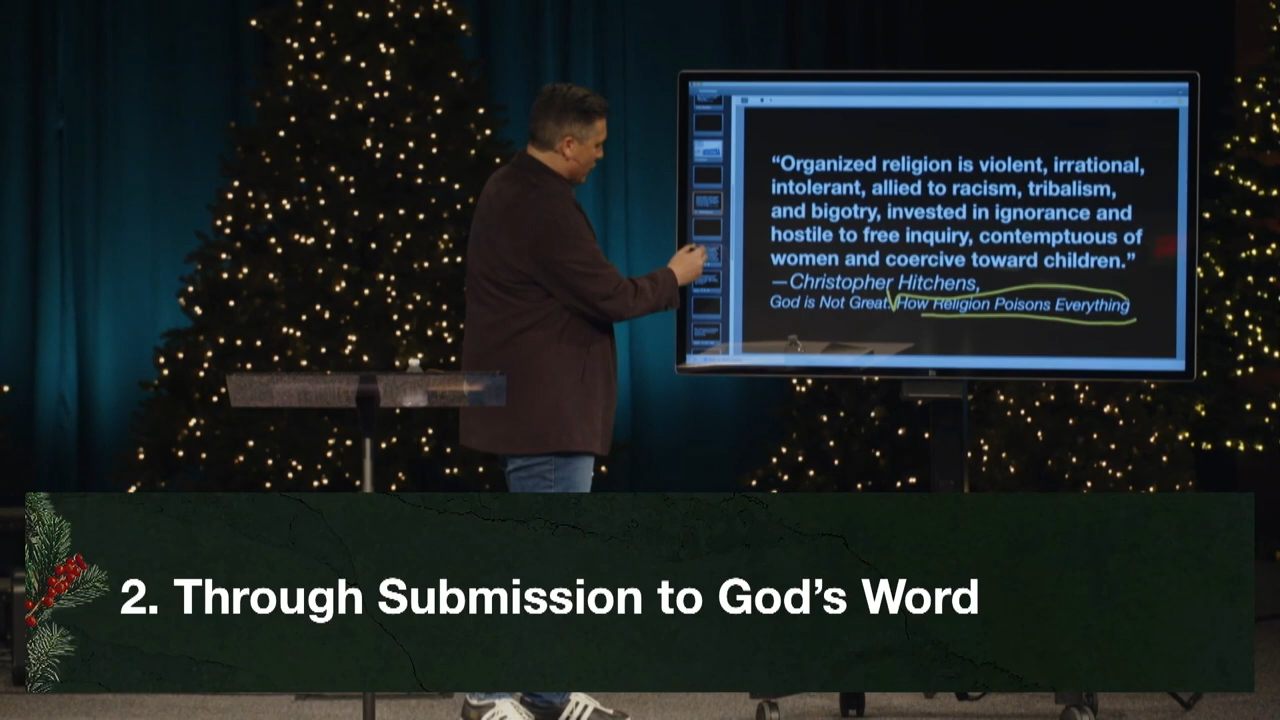 “Organized religion is violent, irrational,
intolerant, allied to racism, tribalism,
and bigotry, invested in ignorance and
hostile to free inquiry, contemptuous of
women and coercive toward children.”
—Christopher Hitchens,
God is Not Great: How Religion Poisons Everything
2. Through Submission to God’s Word